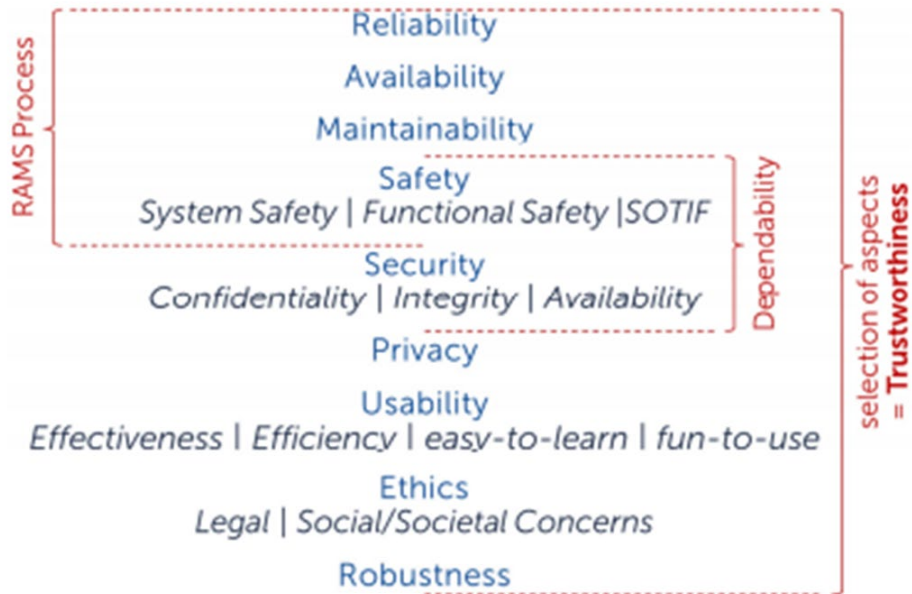 RAMS Process
Reliability
Availability
Maintainability
Safety
System Safety | Functional Safety |SOTIF
Security
Confidentiality | Integrity | Availability
Privacy
Usability
Effectiveness | Efficiency | easy-to-learn | fun-to-use
Ethics
Legal | Social/Societal Concerns
Robustness
Dependability
selection of aspects
= Trustworthiness